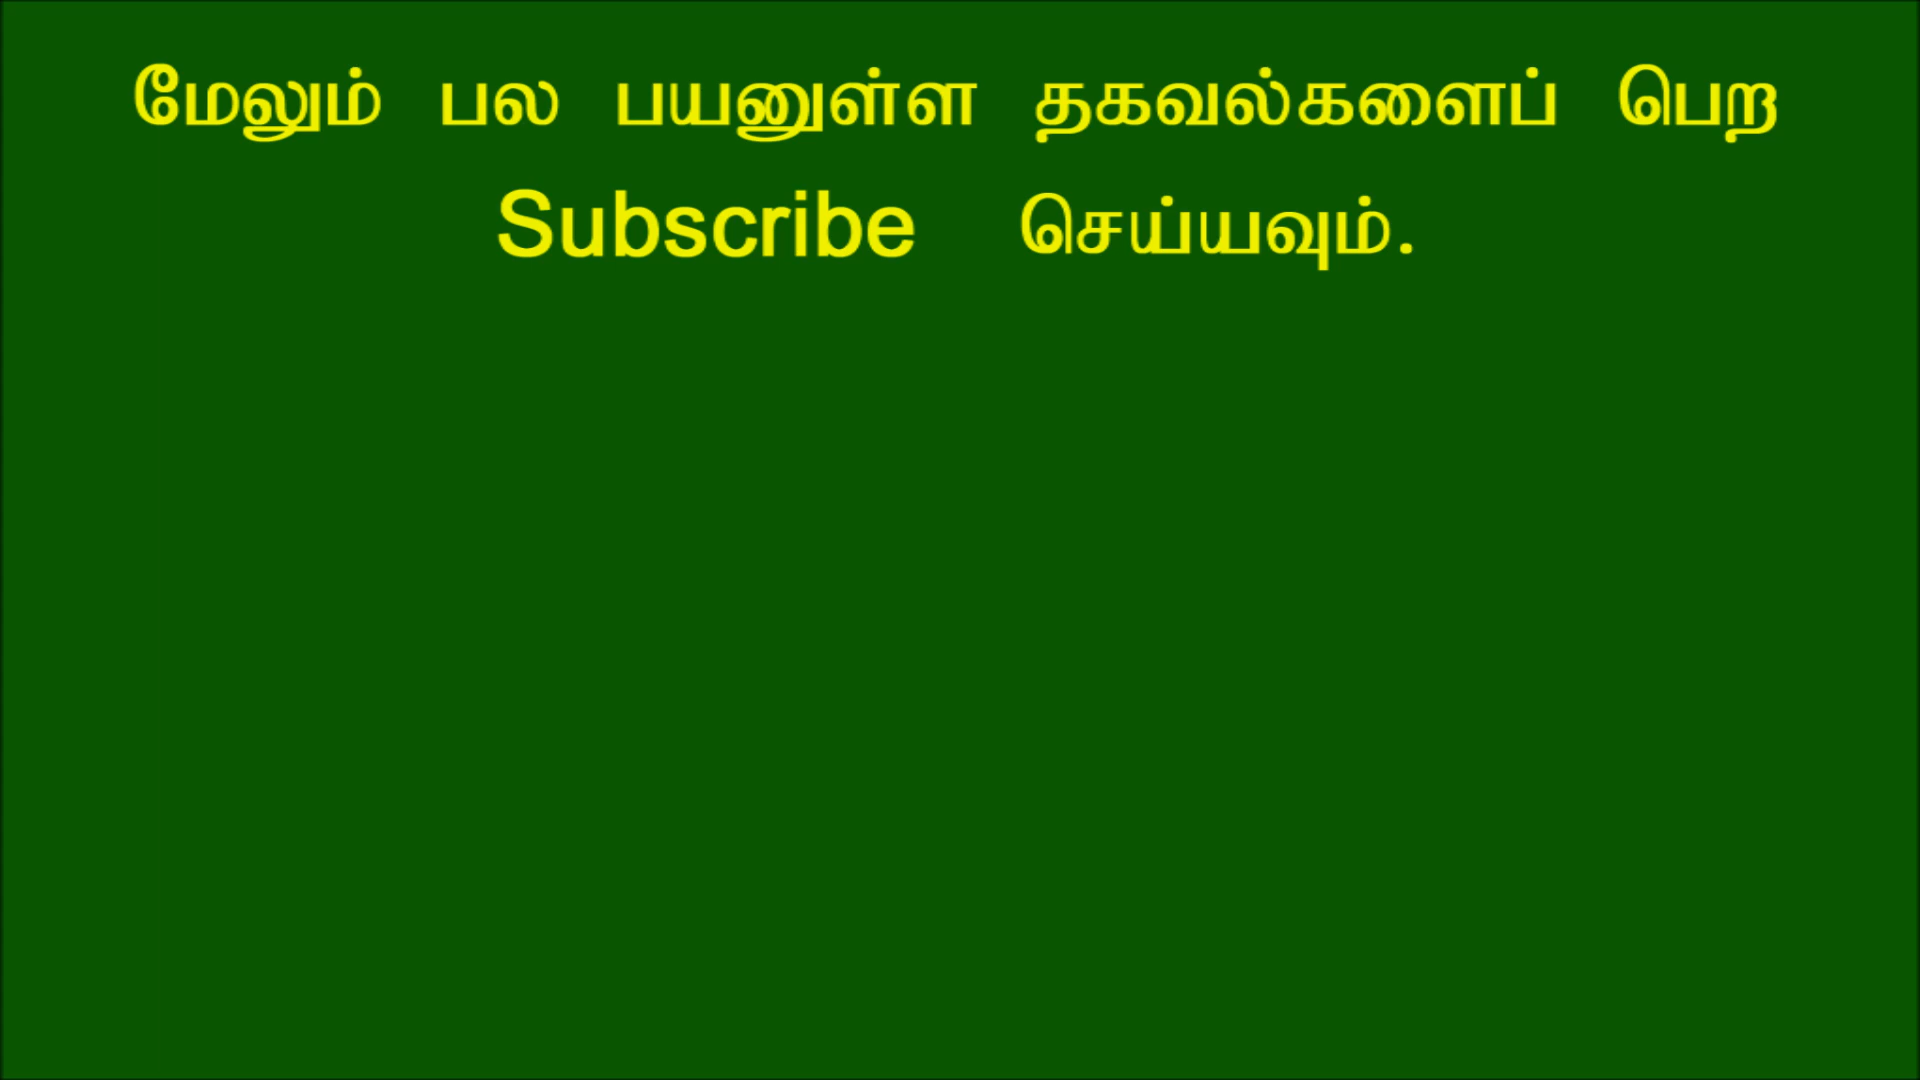 மேலும் பல பயனுள்ள தகவல்களைப் பெற
Subscribe செய்யவும்.